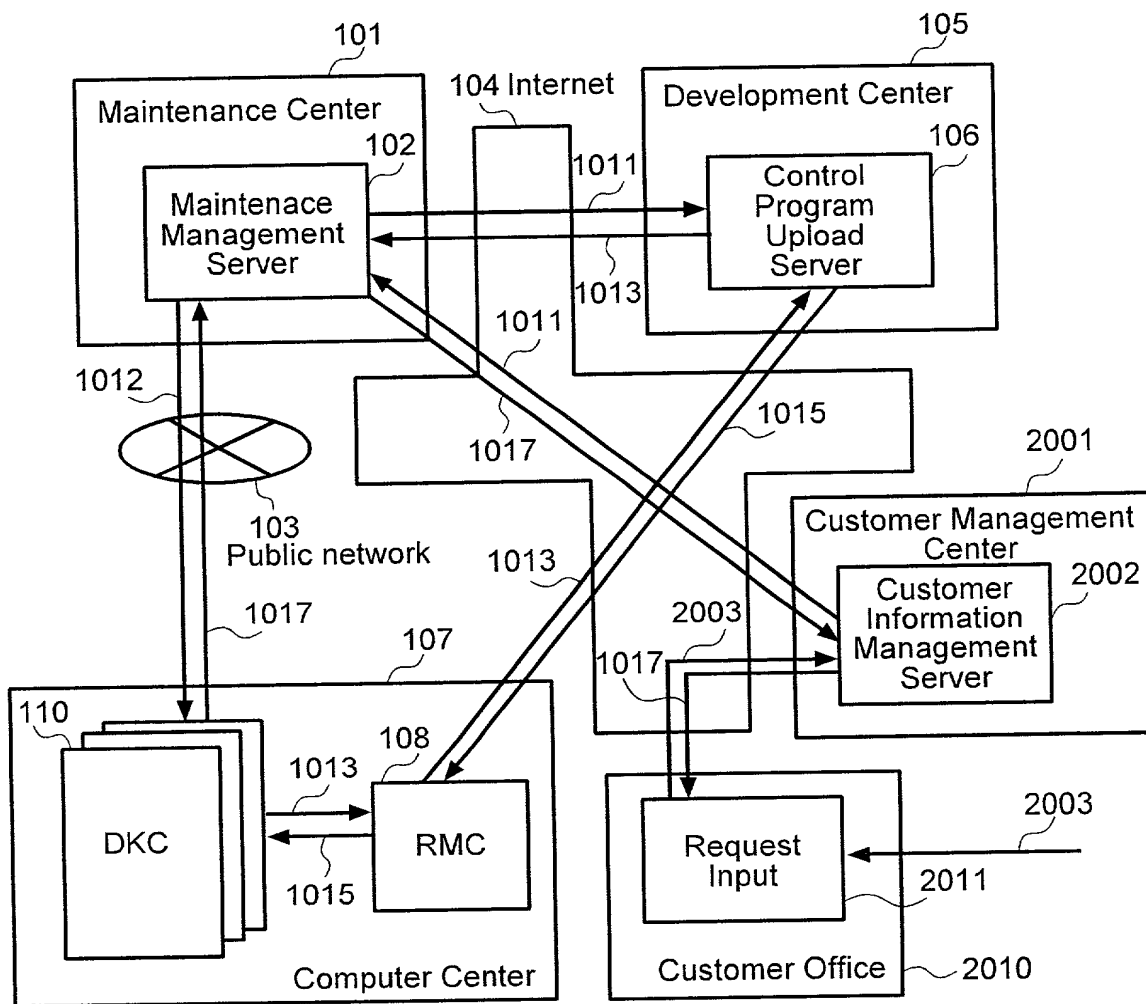 101
105
104 Internet
Maintenance Center
Development Center
102
106
1011
Maintenace
Management
Server
Control
Program
Upload
Server
1013
1011
1012
1017
1015
2001
103
Public network
Customer Management
Center
1013
2002
Customer
Information
Management
Server
1017
2003
107
1017
110
108
1013
2003
DKC
RMC
Request
Input
1015
2011
Computer Center
Customer Office
2010